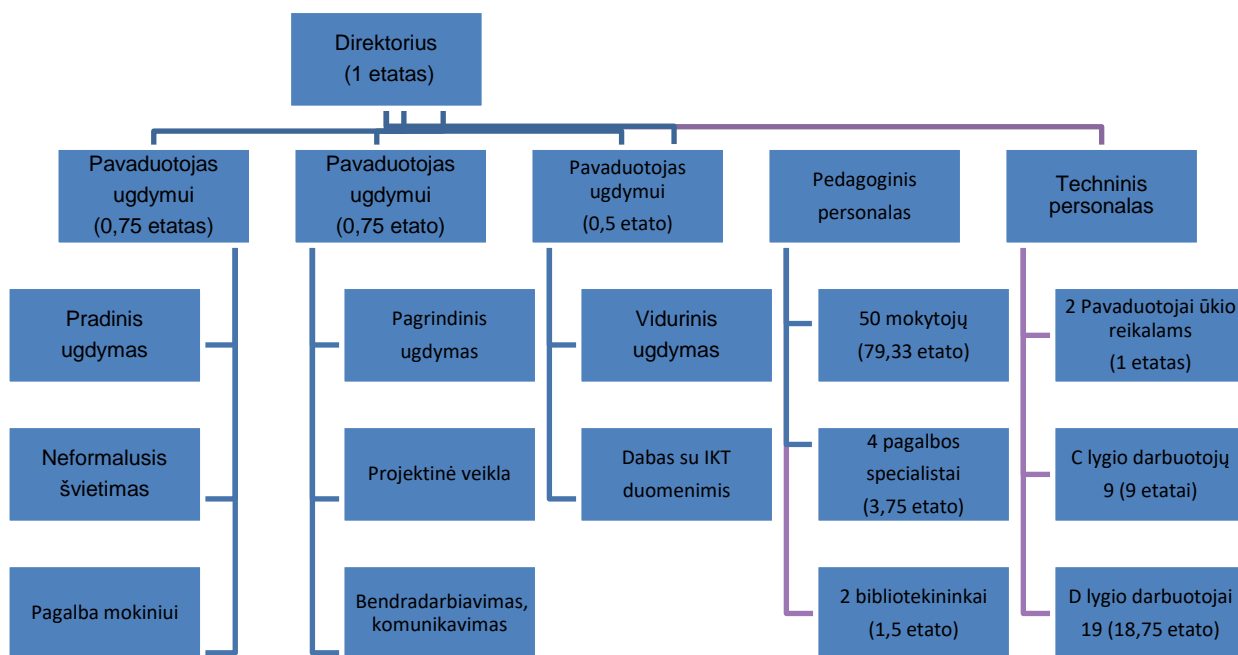 Direktorius
(1 etatas)
Pavaduotojas
ugdymui
(0,75 etatas)
Pavaduotojas
ugdymui
(0,75 etato)
Pavaduotojas
ugdymui
(0,5 etato)
Pedagoginis
personalas
Techninis
personalas
Pradinis
ugdymas
Pagrindinis
ugdymas
Vidurinis
ugdymas
50 mokytojų
(79,33 etato)
2 Pavaduotojai ūkio
reikalams
(1 etatas)
Neformalusis
švietimas
Projektinė veikla
Dabas su IKT
duomenimis
4 pagalbos
specialistai
(3,75 etato)
C lygio darbuotojų
9 (9 etatai)
Pagalba mokiniui
Bendradarbiavimas,
komunikavimas
2 bibliotekininkai
(1,5 etato)
D lygio darbuotojai
19 (18,75 etato)